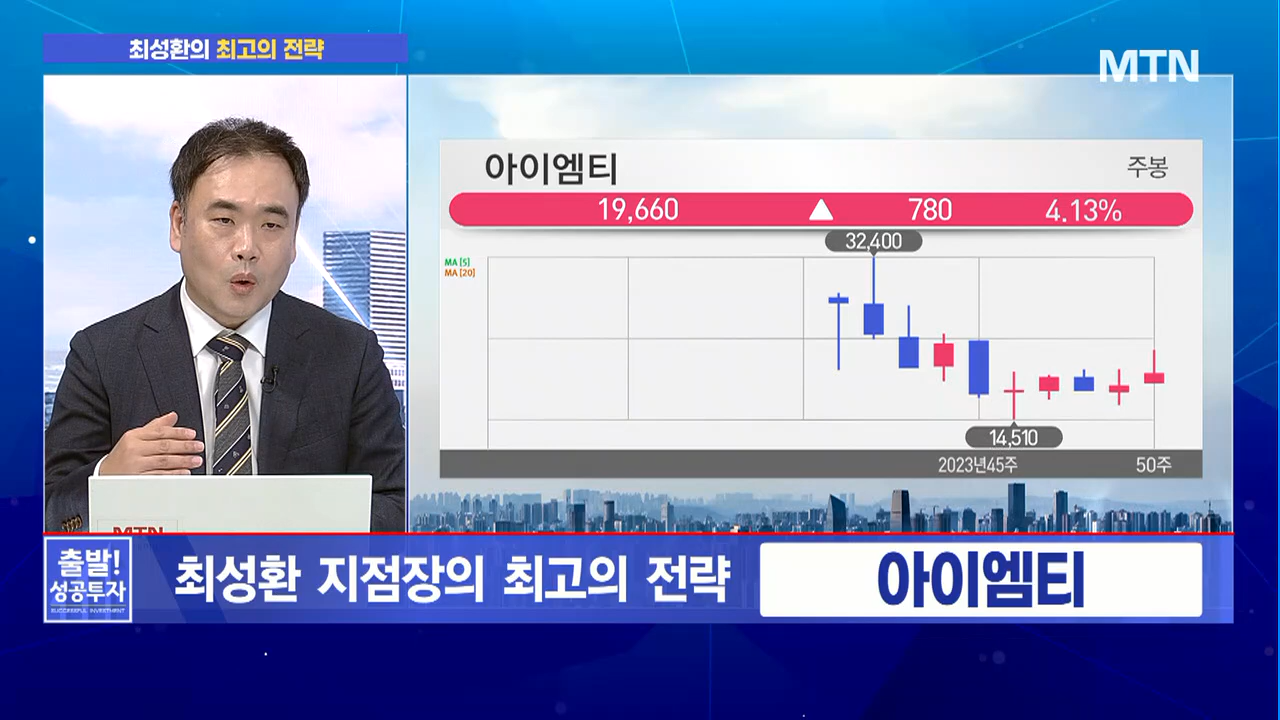 최성환의 최고의 전략
MTN
아이엠티
주봉
19,660 ▲ 780 4.13%
32,400
MA [5]
MA [20]
14,510
2023년45주
50주
MTN
출발!
성공투자
SUCCESSFUL INVESTMENT
최성환 지점장의 최고의 전략
아이엠티